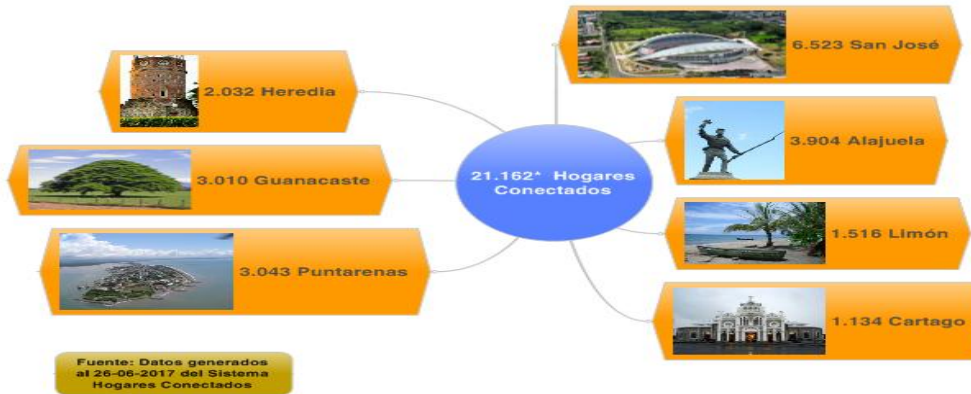 6.523 San José
2.032 Heredia
3.904 Alajuela
21.162* Hogares
Conectados
3.010 Guanacaste
1.516 Limón
3.043 Puntarenas
1.134 Cartago
Fuente: Datos generados
al 26-06-2017 del Sistema
Hogares Conectados